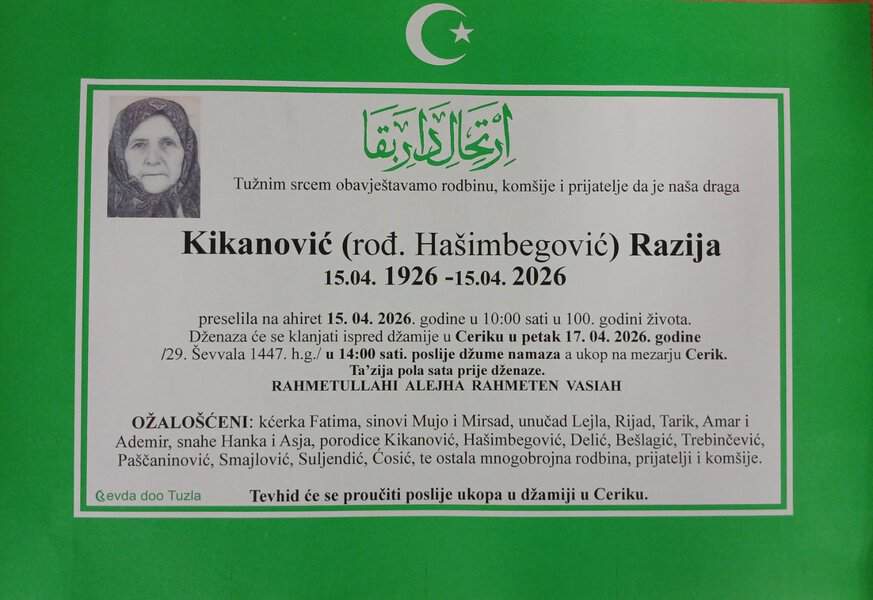 اِرْتِحَالِ دَارِ بَقَا
Tužnim srcem obavještavamo rodbinu, komšije i prijatelje da je naša draga
Kikanović (rođ. Hašimbegović) Razija
15.04. 1926 -15.04. 2026
preselila na ahiret 15. 04. 2026. godine u 10:00 sati u 100. godini života.
Dženaza će se klanjati ispred džamije u Ceriku u petak 17. 04. 2026. godine
/29. Ševvala 1447. h.g./ u 14:00 sati. poslije džume namaza a ukop na mezarju Cerik.
Ta'zija pola sata prije dženaze.
RAHMETULLAHI ALEJHA RAHMETEN VASIAH
OŽALOŠĆENI: kćerka Fatima, sinovi Mujo i Mirsad, unučad Lejla, Rijad, Tarik, Amar i
Ademir, snahe Hanka i Asja, porodice Kikanović, Hašimbegović, Delić, Bešlagić, Trebinčević,
Paščaninović, Smajlović, Suljendić, Ćosić, te ostala mnogobrojna rodbina, prijatelji i komšije.
Tevhid će se proučiti poslije ukopa u džamiji u Ceriku.
Revda doo Tuzla